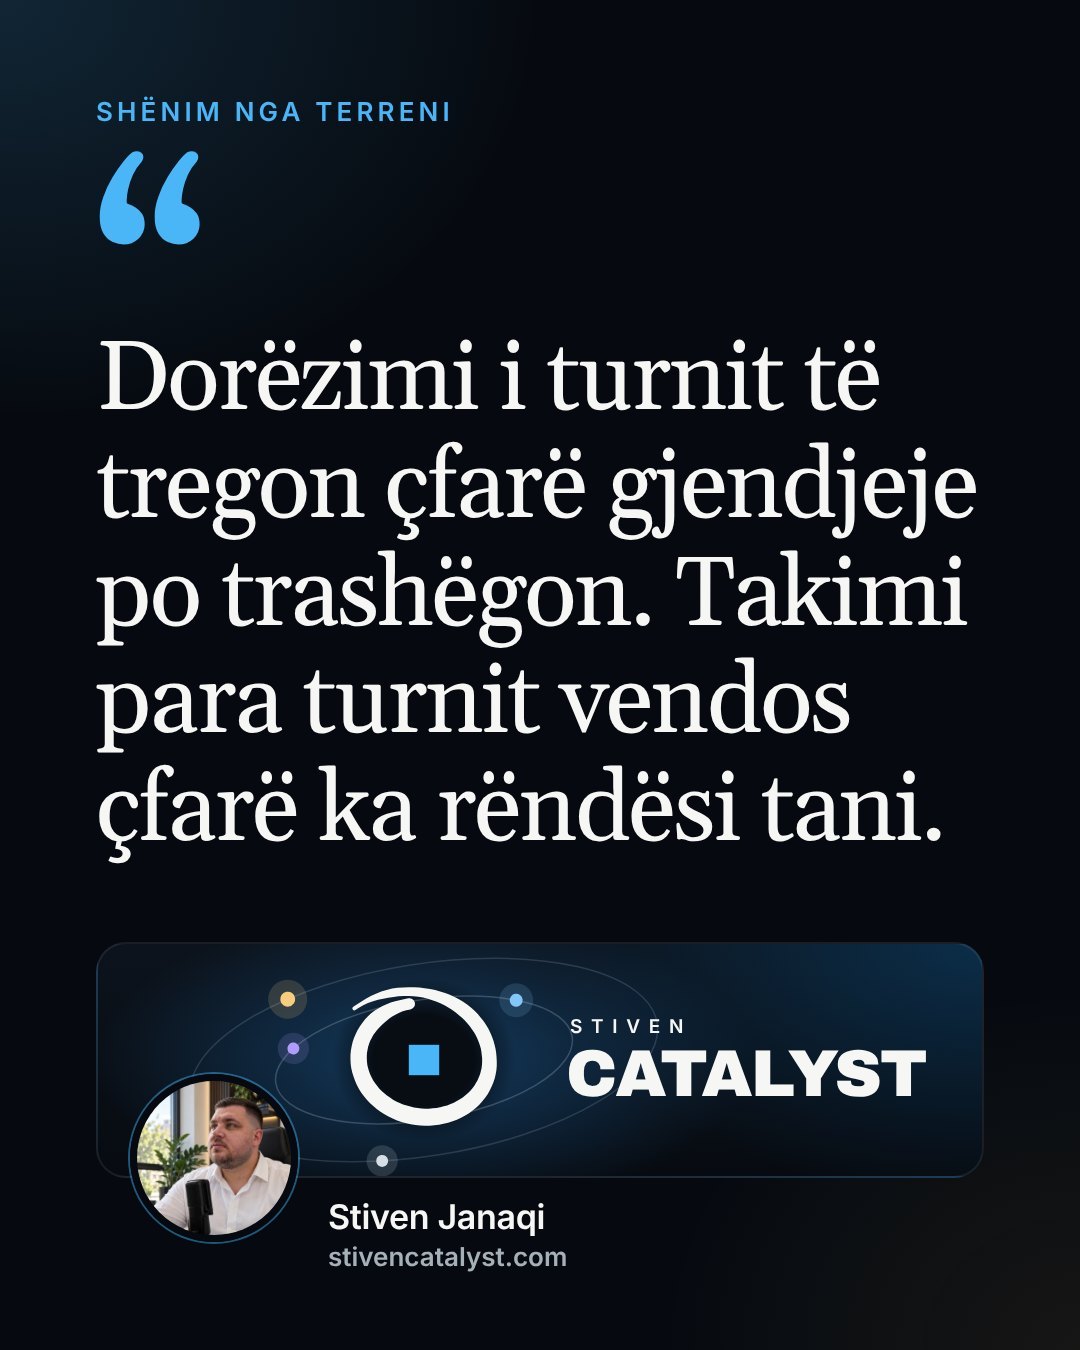 SHËNIM NGA TERRENI
“
Dorëzimi i turnit të
tregon çfarë gjendjeje
po trashëgon. Takimi
para turnit vendos
çfarë ka rëndësi tani.
STIVEN
CATALYST
Stiven Janaqi
stivencatalyst.com